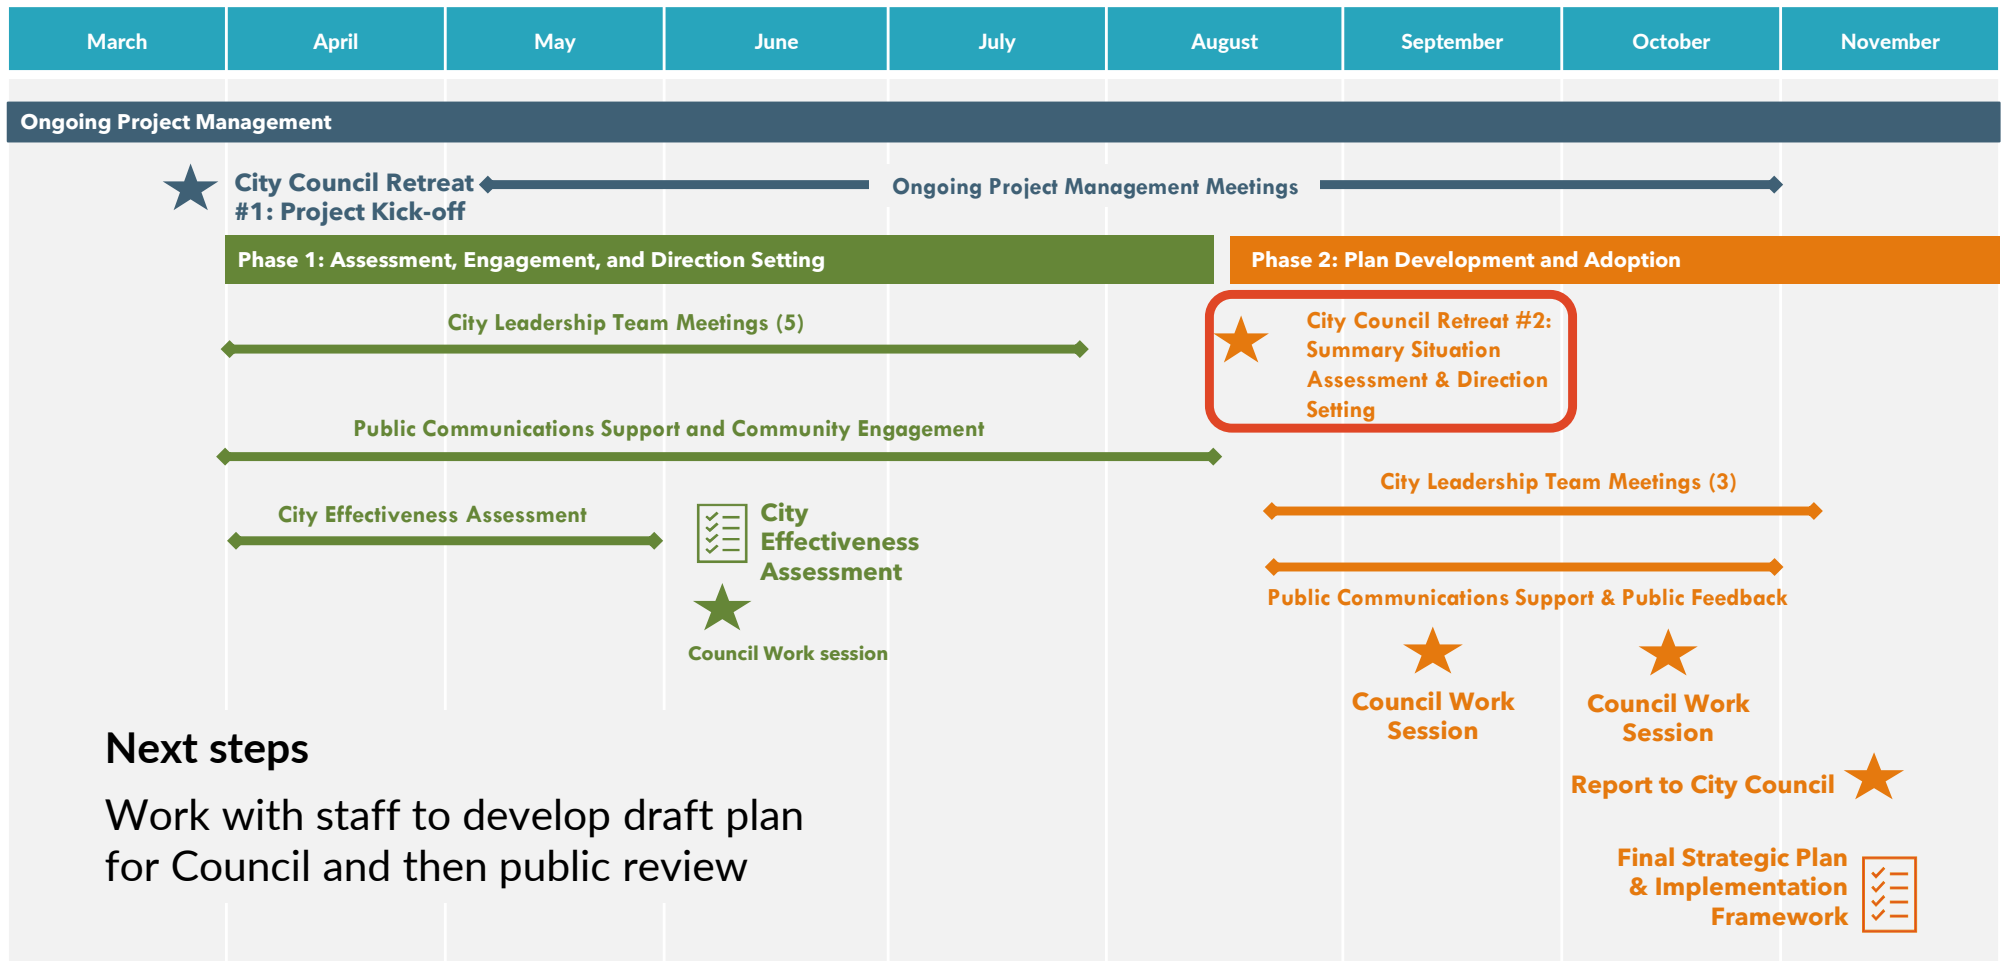 March
April
May
June
July
August
September
October
November
Ongoing Project Management
City Council Retreat
#1: Project Kick-off
Ongoing Project Management Meetings
Phase 1: Assessment, Engagement, and Direction Setting
Phase 2: Plan Development and Adoption
City Leadership Team Meetings (5)
City Council Retreat #2:
Summary Situation
Assessment & Direction
Setting
Public Communications Support and Community Engagement
City Leadership Team Meetings (3)
City Effectiveness Assessment
City
Effectiveness
Assessment
Public Communications Support & Public Feedback
Council Work session
Council Work
Session
Council Work
Session
Next steps
Work with staff to develop draft plan
for Council and then public review
Report to City Council
Final Strategic Plan
& Implementation
Framework